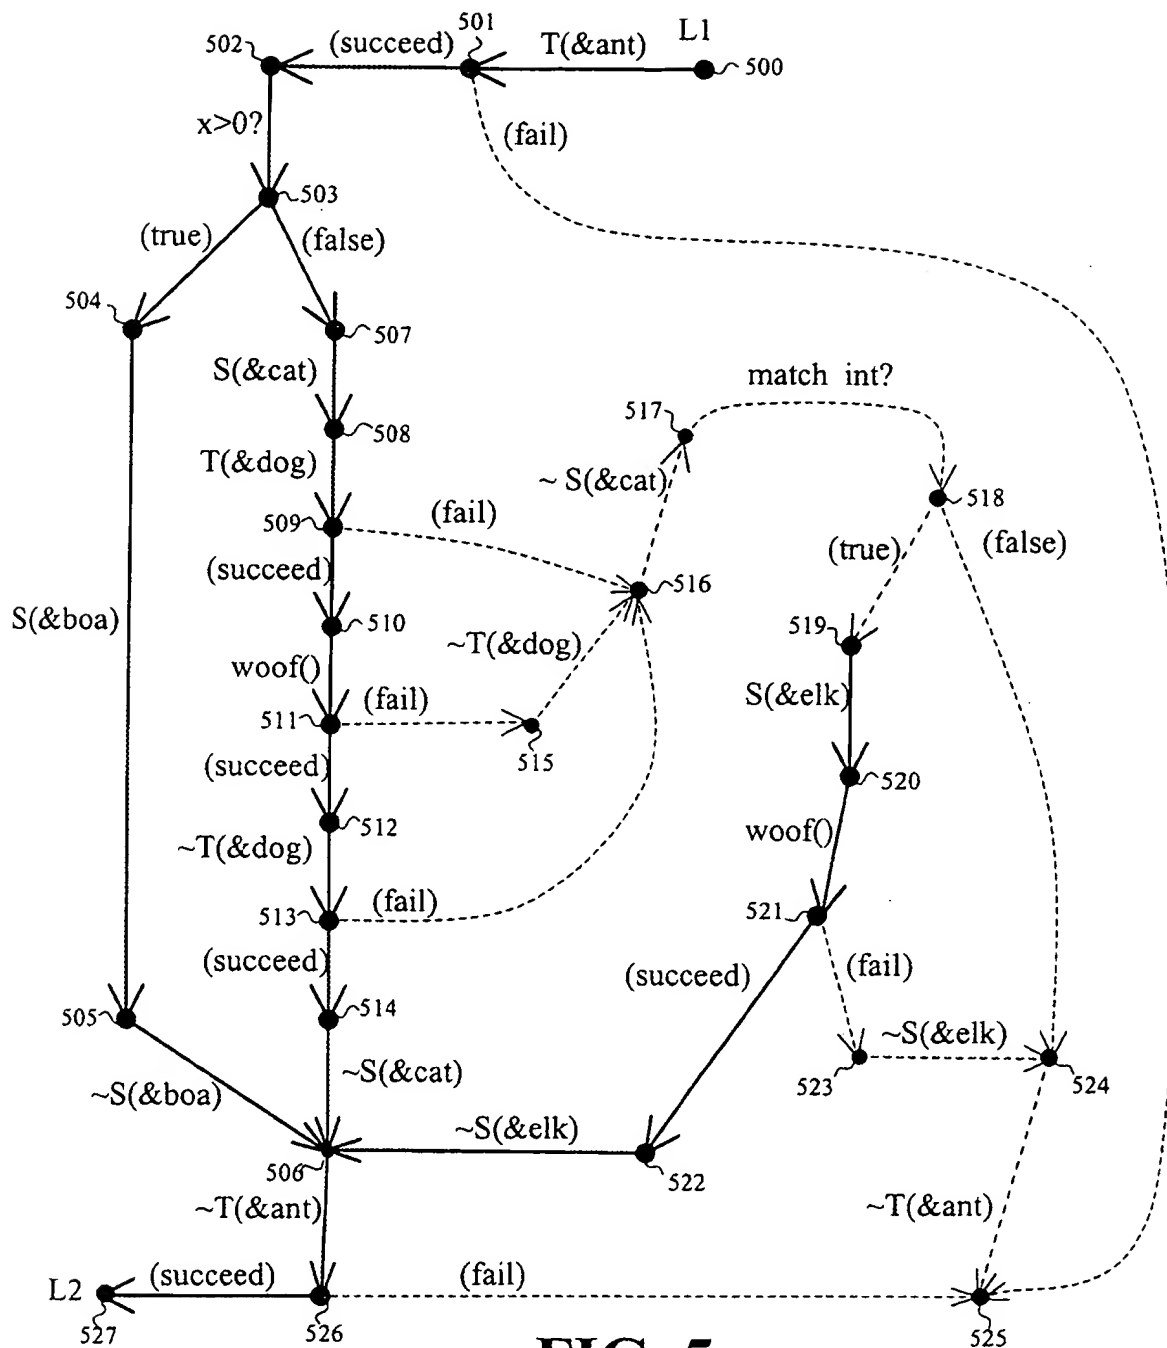 L1
502
(succeed)
501
T(&ant)
500
x>0?
(fail)
503
(true)
(false)
504
507
S(&cat)
match int?
517
508
T(&dog)
~ S(&cat)
518
509
(fail)
(true)
(false)
(succeed)
516
510
S(&boa)
519
~T(&dog)
woof()
(fail)
S(&elk)
511
515
(succeed)
520
512
woof()
~T(&dog)
(fail)
521
513
(succeed)
(succeed)
(fail)
514
505
~S(&elk)
~S(&cat)
523
524
~S(&boa)
~S(&elk)
506
522
~T(&ant)
~T(&ant)
L2
(succeed)
(fail)
527
526
525
FIG. 5